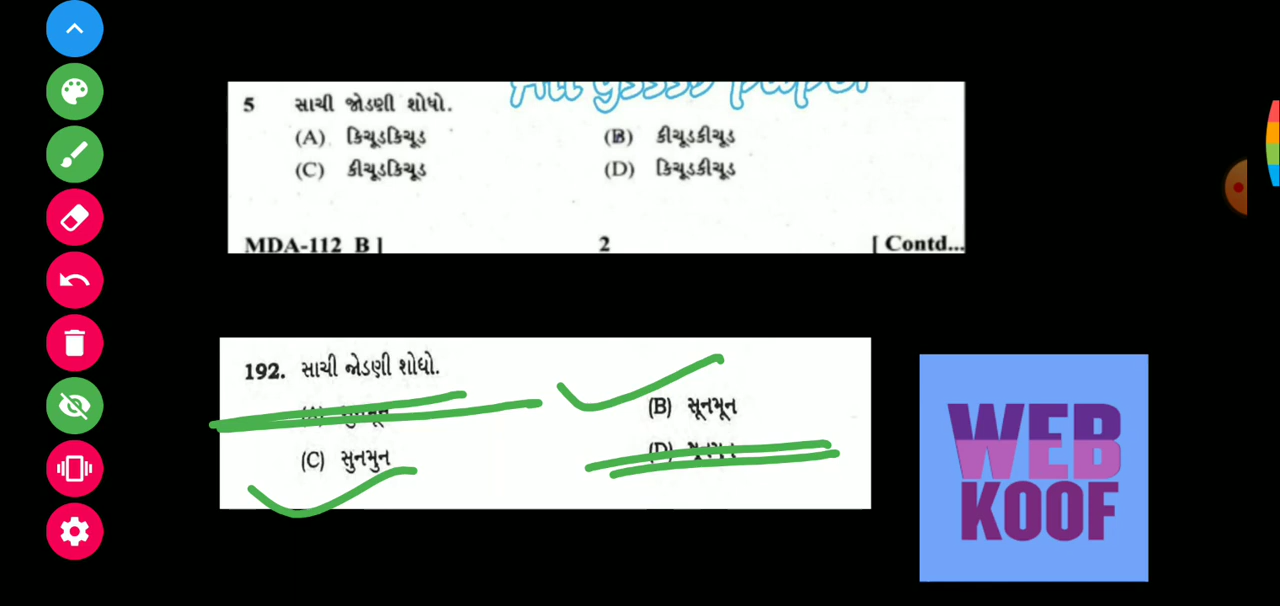 5 સાચી જોડણી શોધો.
(A) કિચૂડકિચૂડ (B) કીચૂડકીચૂડ
(C) કીચૂડકિચૂડ (D) કિચૂડકીચૂડ
MDA-112 B ] 2 [ Contd...
192. સાચી જોડણી શોધો.
(B) સૂનમૂન
(C) સુનમુન (D)
WEB
KOOF